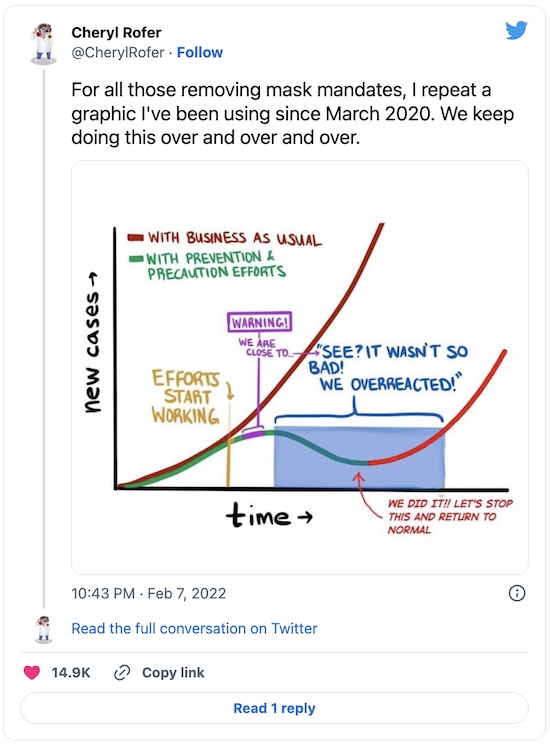 Cheryl Rofer
@CherylRofer · Follow
For all those removing mask mandates, I repeat a
graphic I've been using since March 2020. We keep
doing this over and over and over.
WITH BUSINESS AS USUAL
WITH PREVENTION &
PRECAUTION EFFORTS
new cases →
WARNING!
WE ARE
CLOSE TO...
"SEE? IT WASN'T SO
BAD!
WE OVERREACTED!"
EFFORTS
START
WORKING
time →
WE DID IT!! LET'S STOP
THIS AND RETURN TO
NORMAL
10:43 PM · Feb 7, 2022
Read the full conversation on Twitter
14.9K
Copy link
Read 1 reply